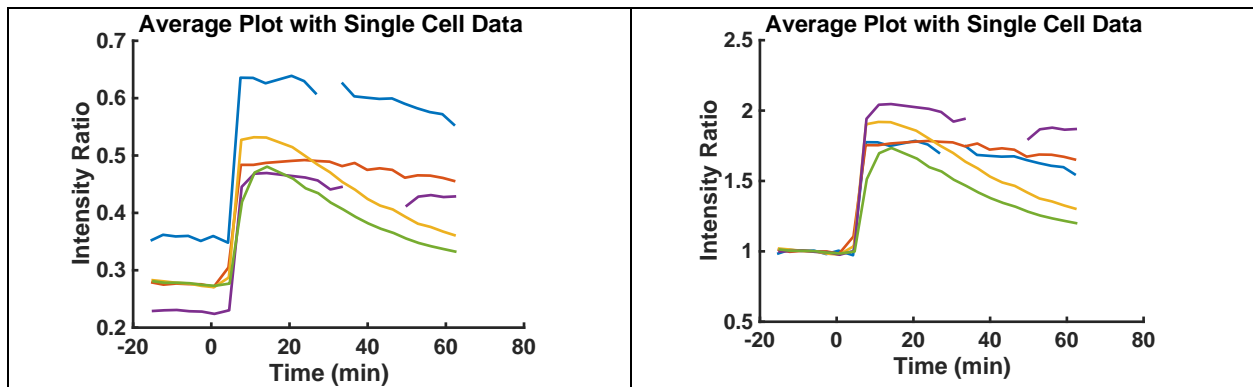 Average Plot with Single Cell Data
0.7
0.6
0.5
0.4
0.3
0.2
Intensity Ratio
-20 0 20 40 60 80
Time (min)
Average Plot with Single Cell Data
2.5
2
1.5
1
0.5
Intensity Ratio
-20 0 20 40 60 80
Time (min)